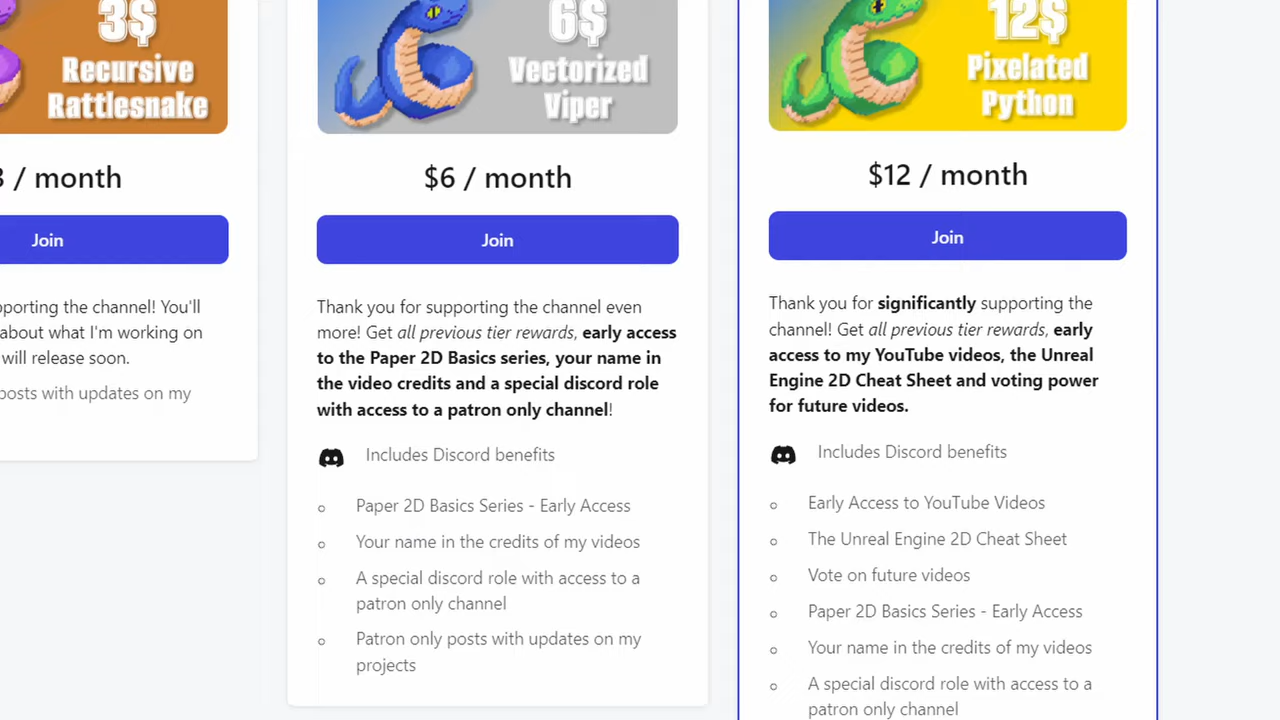 3$
Recursive
Rattlesnake
/ month
Join
supporting the channel! You'll
about what I'm working on
will release soon.
posts with updates on my
6$
Vectorized
Viper
$6 / month
Join
Thank you for supporting the channel even
more! Get all previous tier rewards, early access
to the Paper 2D Basics series, your name in
the video credits and a special discord role
with access to a patron only channel!
Includes Discord benefits
Paper 2D Basics Series - Early Access
Your name in the credits of my videos
A special discord role with access to a
patron only channel
Patron only posts with updates on my
projects
12$
Pixelated
Python
$12 / month
Join
Thank you for significantly supporting the
channel! Get all previous tier rewards, early
access to my YouTube videos, the Unreal
Engine 2D Cheat Sheet and voting power
for future videos.
Includes Discord benefits
Early Access to YouTube Videos
The Unreal Engine 2D Cheat Sheet
Vote on future videos
Paper 2D Basics Series - Early Access
Your name in the credits of my videos
A special discord role with access to a
patron only channel